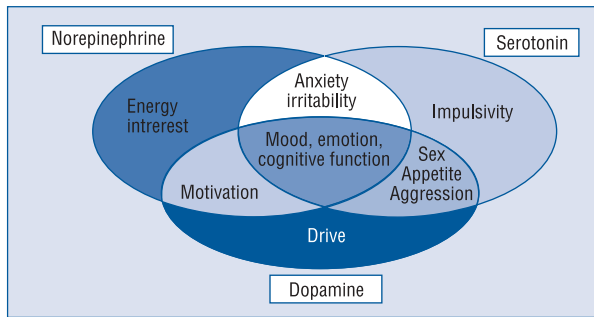 Norepinephrine
Serotonin
Anxiety
irritability
Energy
intrerest
Impulsivity
Mood, emotion,
cognitive function
Sex
Appetite
Aggression
Motivation
Drive
Dopamine